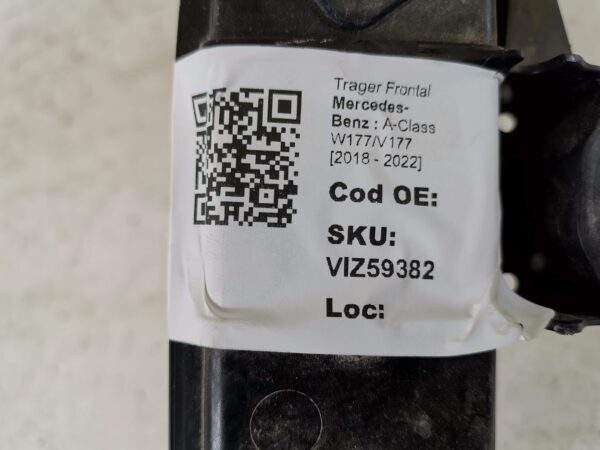 Trager Frontal
Mercedes-
Benz : A-Class
W177/V177
[2018 - 2022]
Cod OE:
SKU:
VIZ59382
Loc: